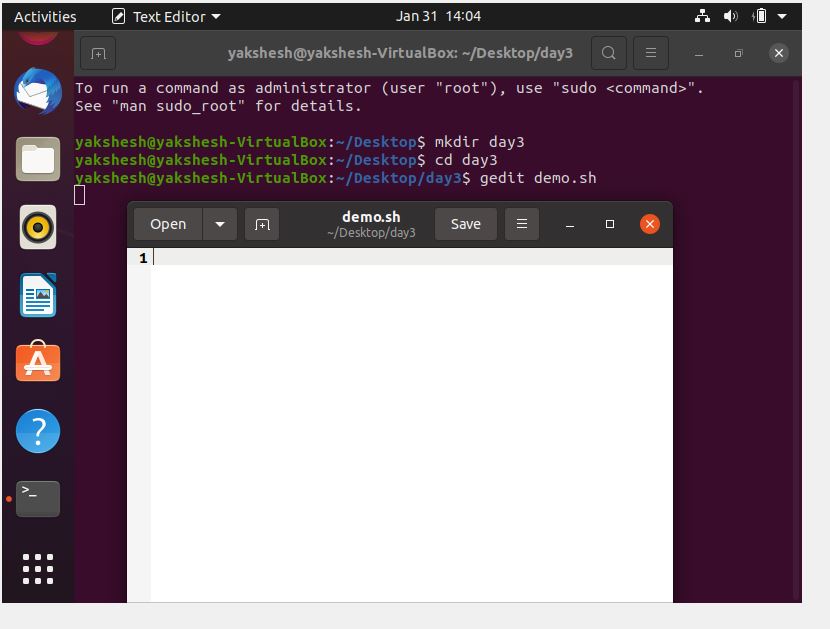 Activities Text Editor Jan 31 14:04
yakshesh@yakshesh-VirtualBox: ~/Desktop/day3
To run a command as administrator (user "root"), use "sudo <command>".
See "man sudo_root" for details.
yakshesh@yakshesh-VirtualBox:~/Desktop$ mkdir day3
yakshesh@yakshesh-VirtualBox:~/Desktop$ cd day3
yakshesh@yakshesh-VirtualBox:~/Desktop/day3$ gedit demo.sh
Open demo.sh Save
~/Desktop/day3
1